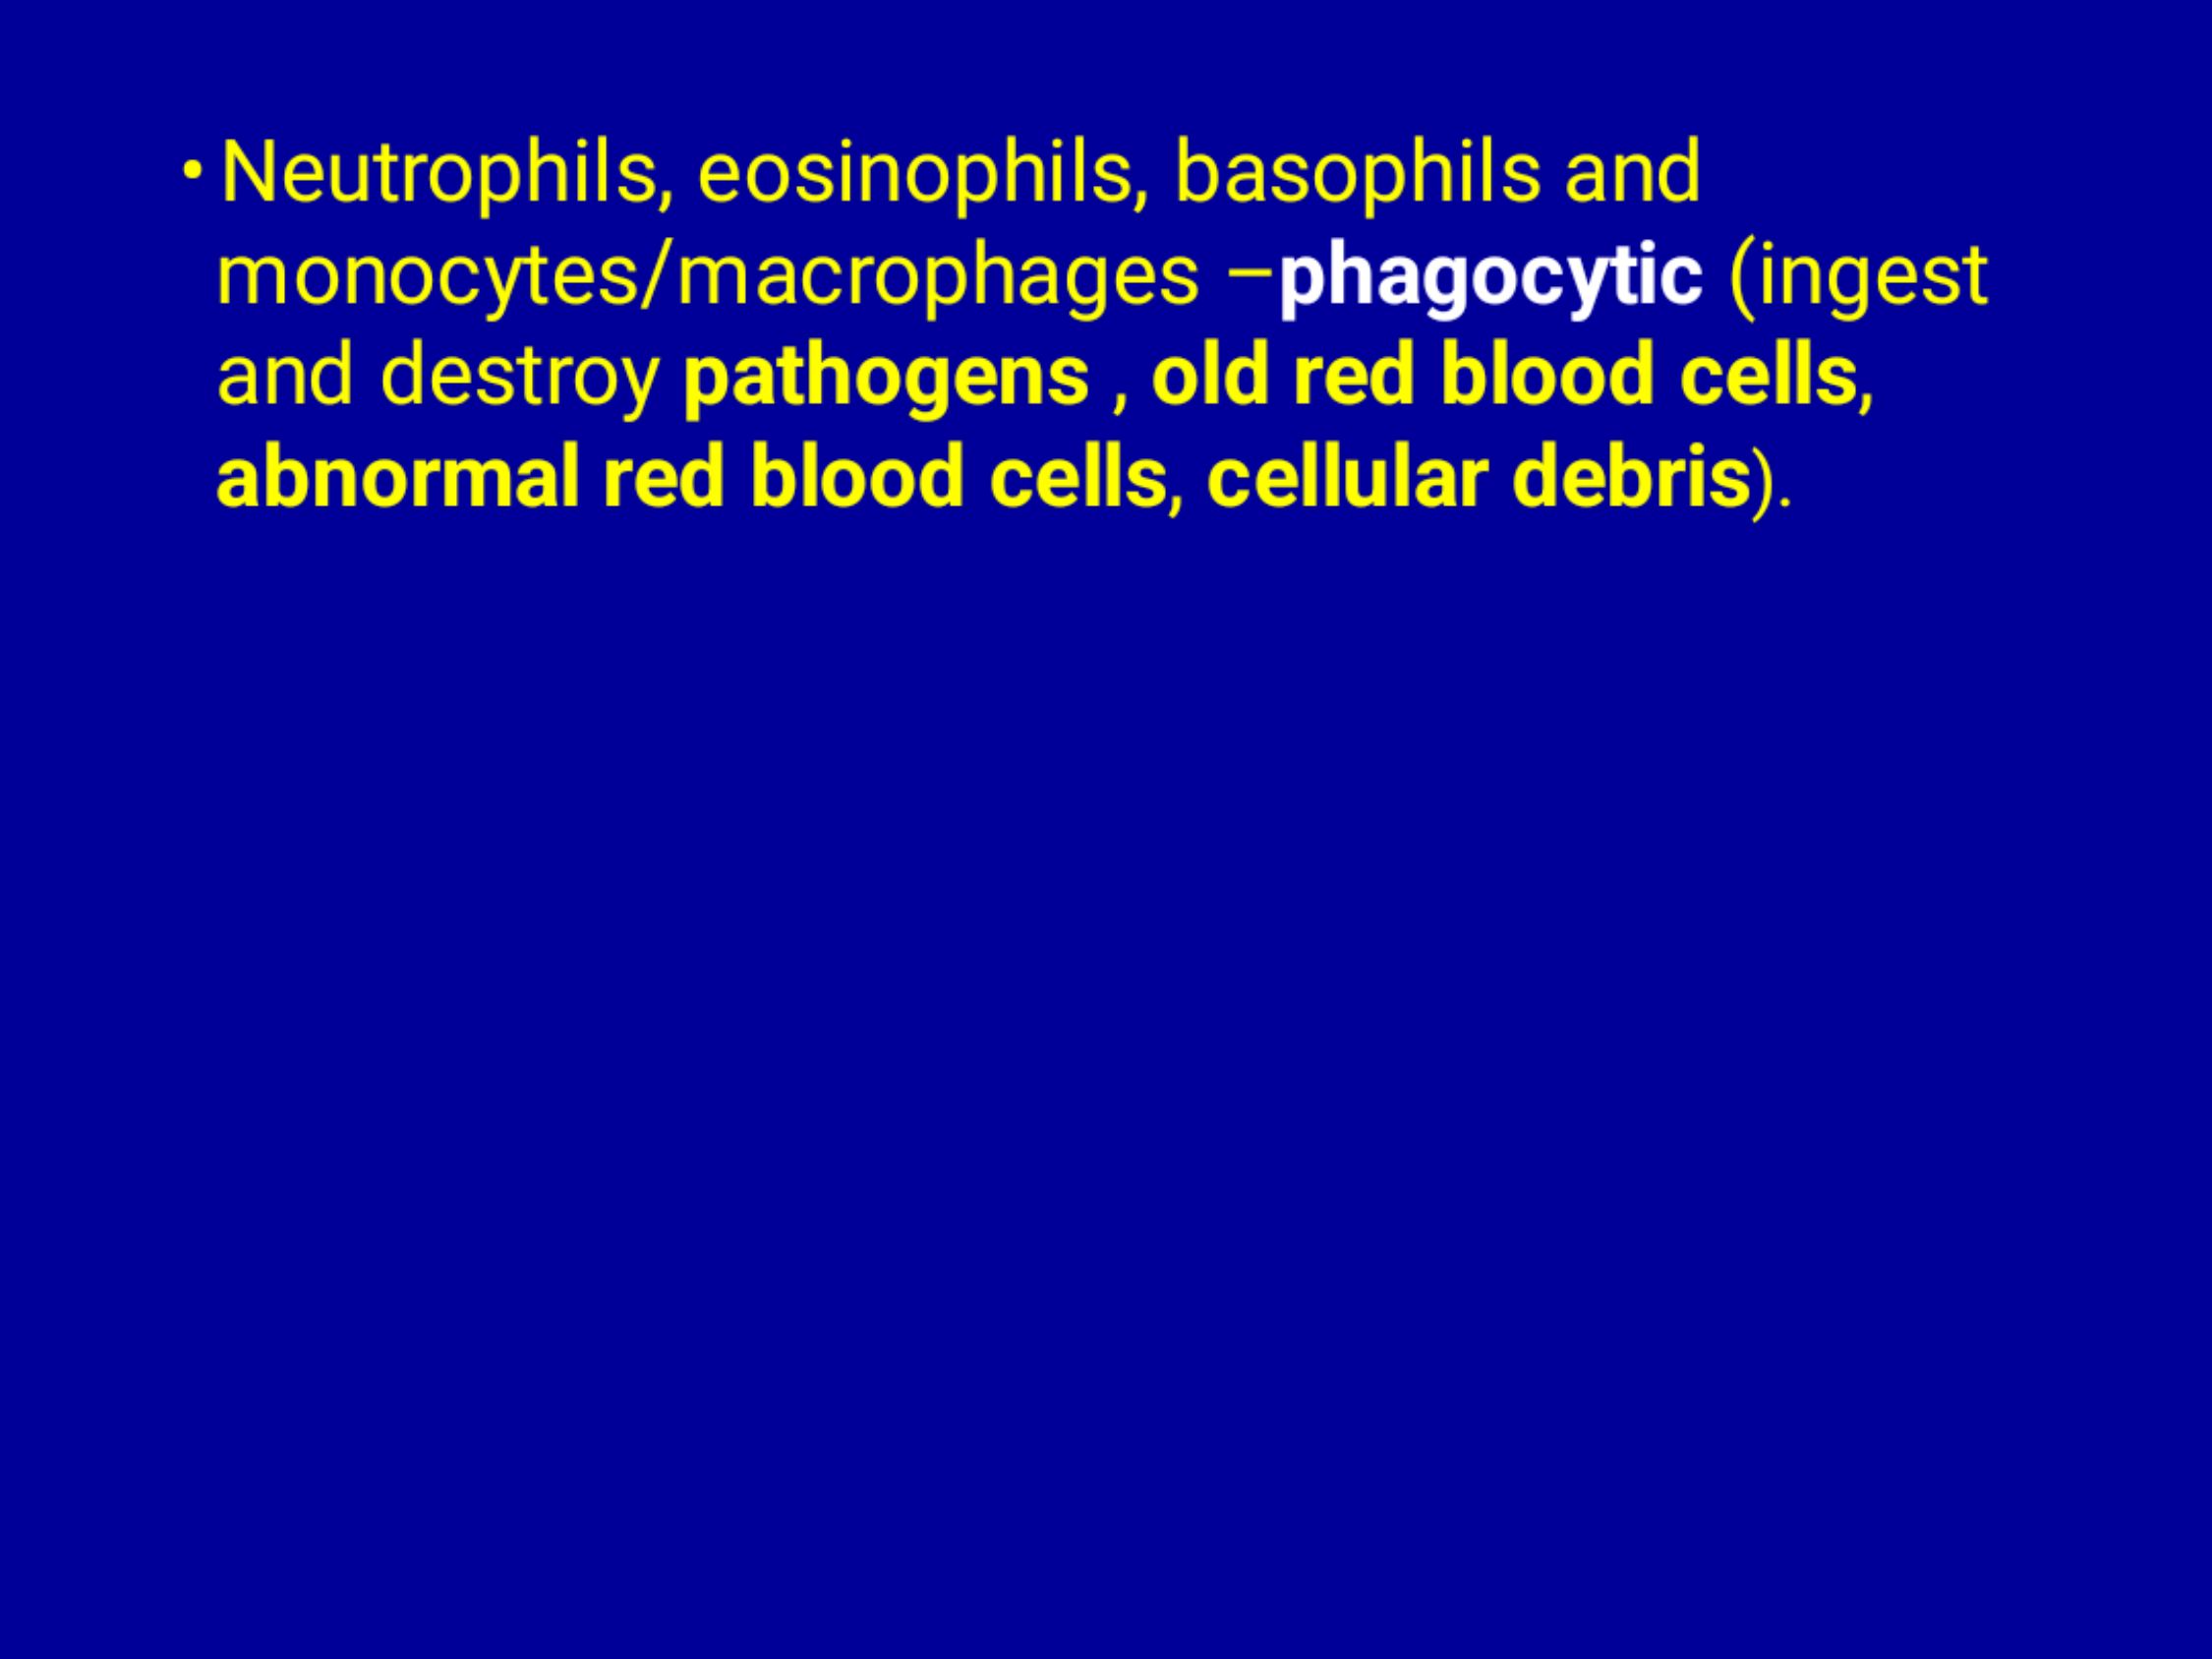 • Neutrophils, eosinophils, basophils and
monocytes/macrophages –phagocytic (ingest
and destroy pathogens , old red blood cells,
abnormal red blood cells, cellular debris).